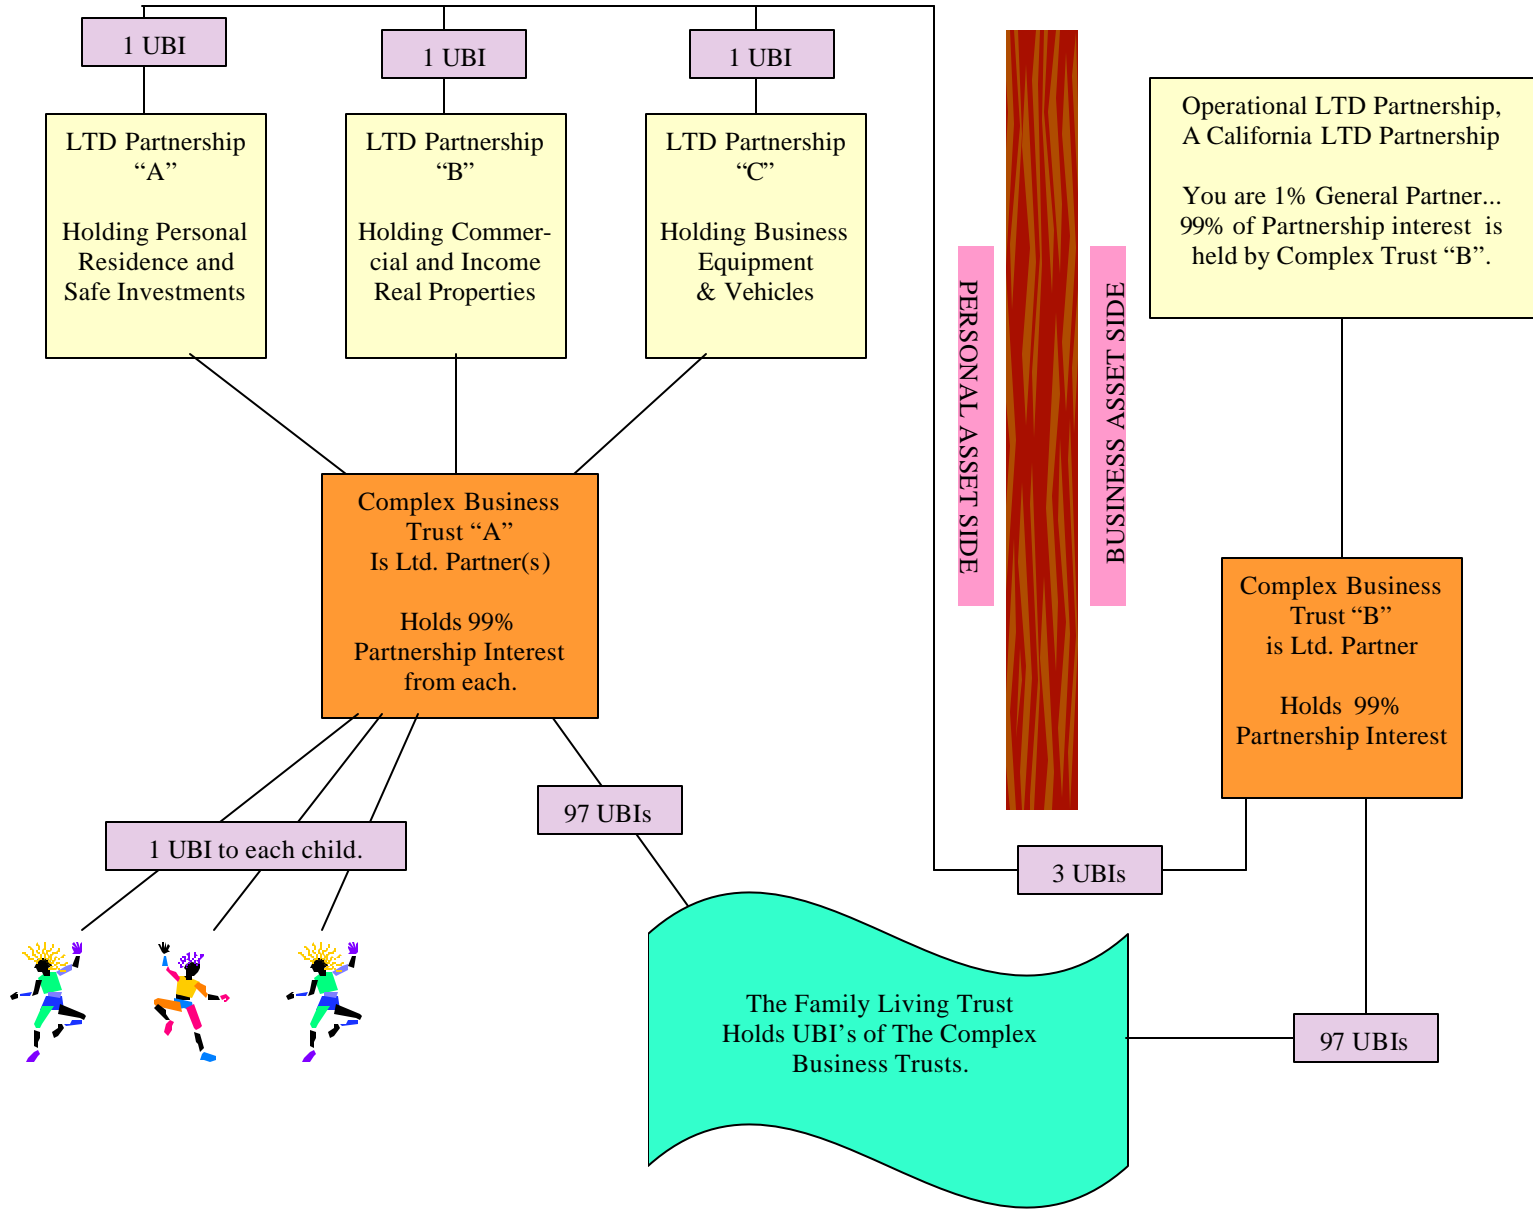 1 UBI
1 UBI
1 UBI
LTD Partnership
“A”
Holding Personal
Residence and
Safe Investments
LTD Partnership
“B”
Holding Commer-
cial and Income
Real Properties
LTD Partnership
“C”
Holding Business
Equipment
& Vehicles
PERSONAL ASSET SIDE
BUSINESS ASSET SIDE
Operational LTD Partnership,
A California LTD Partnership
You are 1% General Partner...
99% of Partnership interest is
held by Complex Trust “B”.
Complex Business
Trust “A”
Is Ltd. Partner(s)
Holds 99%
Partnership Interest
from each.
Complex Business
Trust “B”
is Ltd. Partner
Holds 99%
Partnership Interest
97 UBIs
1 UBI to each child.
3 UBIs
The Family Living Trust
Holds UBI’s of The Complex
Business Trusts.
97 UBIs